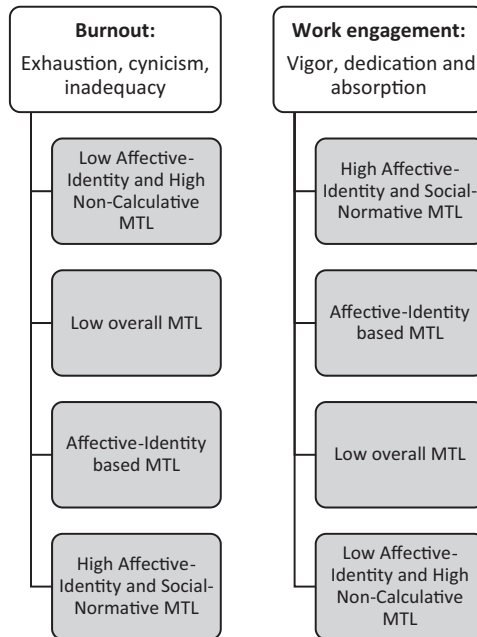 Burnout:
Exhaustion, cynicism,
inadequacy
Low Affective-
Identity and High
Non-Calculative
MTL
Low overall MTL
Affective-Identity
based MTL
High Affective-
Identity and Social-
Normative MTL
Work engagement:
Vigor, dedication and
absorption
High Affective-
Identity and Social-
Normative MTL
Affective-Identity
based MTL
Low overall MTL
Low Affective-
Identity and High
Non-Calculative
MTL